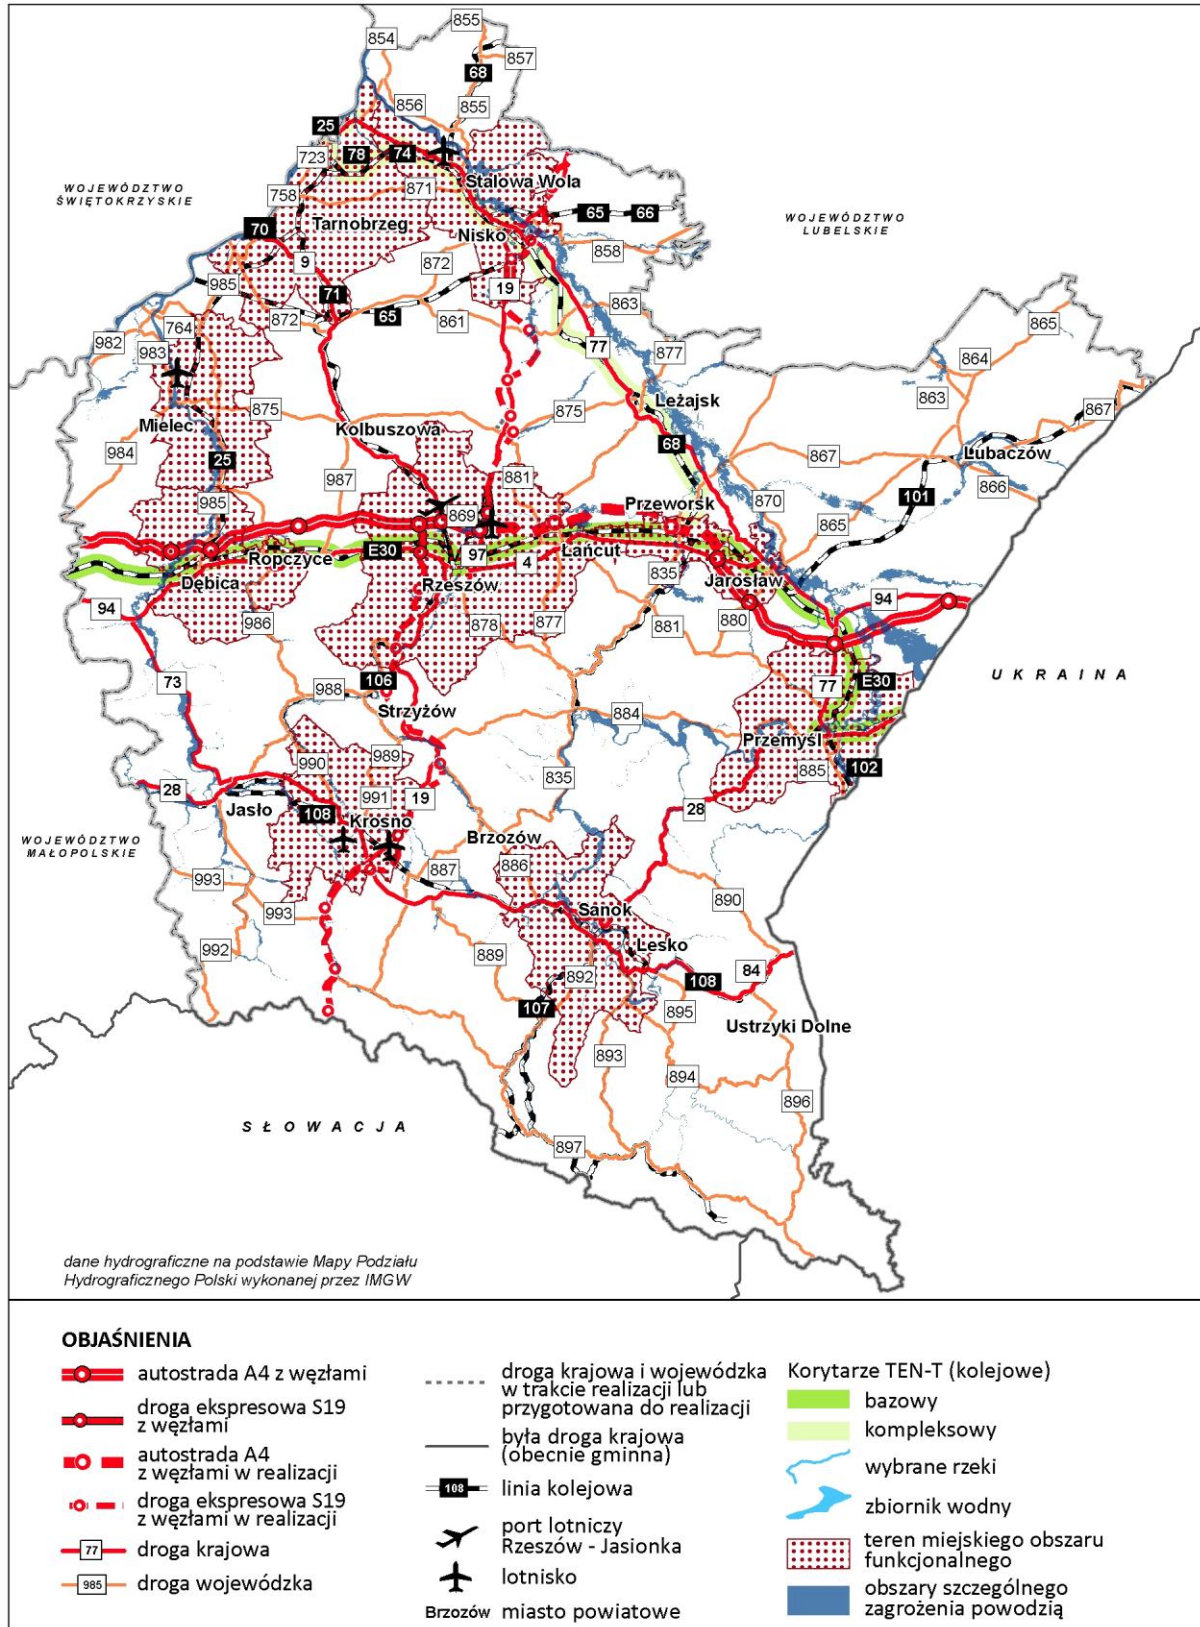 855
854
857
68
856
855
25
723
78
74
WOJEWÓDZTWO
ŚWIĘTOKRZYSKIE
758
871
Stalowa Wola
65
66
WOJEWÓDZTWO
LUBELSKIE
Tarnobrzeg
70
Nisko
858
9
872
985
71
19
863
865
764
872
65
861
982
983
77
877
864
863
875
875
Leżajsk
867
Mielec
Kolbuszowa
984
25
68
867
Lubaczów
987
881
866
101
985
869
Przeworsk
870
865
E30
97
Łańcut
Ropczyce
4
Dębica
Rzeszów
835
Jarosław
94
94
986
878
877
881
880
UKRAINA
73
106
988
77
E30
Strzyżów
884
Przemyśl
989
990
835
885
102
28
19
28
Jasło
108
991
Krosno
WOJEWÓDZTWO
MAŁOPOLSKIE
Brzozów
887
886
993
890
993
Sanok
992
889
Lesko
892
84
108
107
895
Ustrzyki Dolne
893
894
896
SŁOWACJA
897
dane hydrograficzne na podstawie Mapy Podziału
Hydrograficznego Polski wykonanej przez IMGW
OBJAŚNIENIA
autostrada A4 z węzłami
droga ekspresowa S19
z węzłami
autostrada A4
z węzłami w realizacji
droga ekspresowa S19
z węzłami w realizacji
77 droga krajowa
985 droga wojewódzka
droga krajowa i wojewódzka
w trakcie realizacji lub
przygotowana do realizacji
była droga krajowa
(obecnie gminna)
108 linia kolejowa
port lotniczy
Rzeszów - Jasionka
lotnisko
Brzozów miasto powiatowe
Korytarze TEN-T (kolejowe)
bazowy
kompleksowy
wybrane rzeki
zbiornik wodny
teren miejskiego obszaru
funkcjonalnego
obszary szczególnego
zagrożenia powodzią